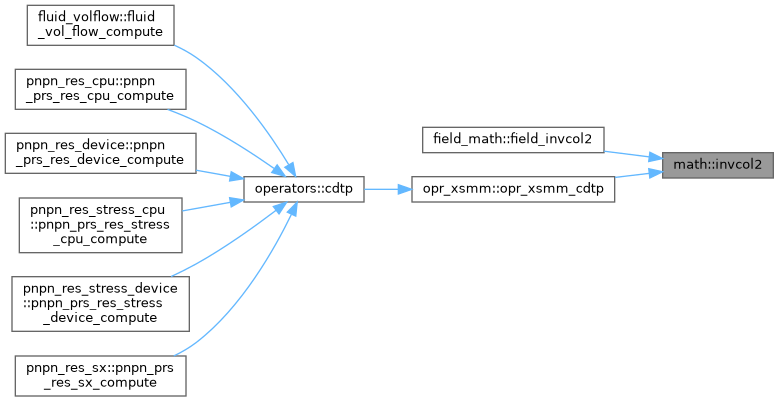 fluid_volflow::fluid
_vol_flow_compute
pnpn_res_cpu::pnpn
_prs_res_cpu_compute
pnpn_res_device::pnpn
_prs_res_device_compute
pnpn_res_stress_cpu
::pnpn_prs_res_stress
_cpu_compute
pnpn_res_stress_device
::pnpn_prs_res_stress
_device_compute
pnpn_res_sx::pnpn_prs
_res_sx_compute
operators::cdtp
field_math::field_invcol2
opr_xsmm::opr_xsmm_cdtp
math::invcol2